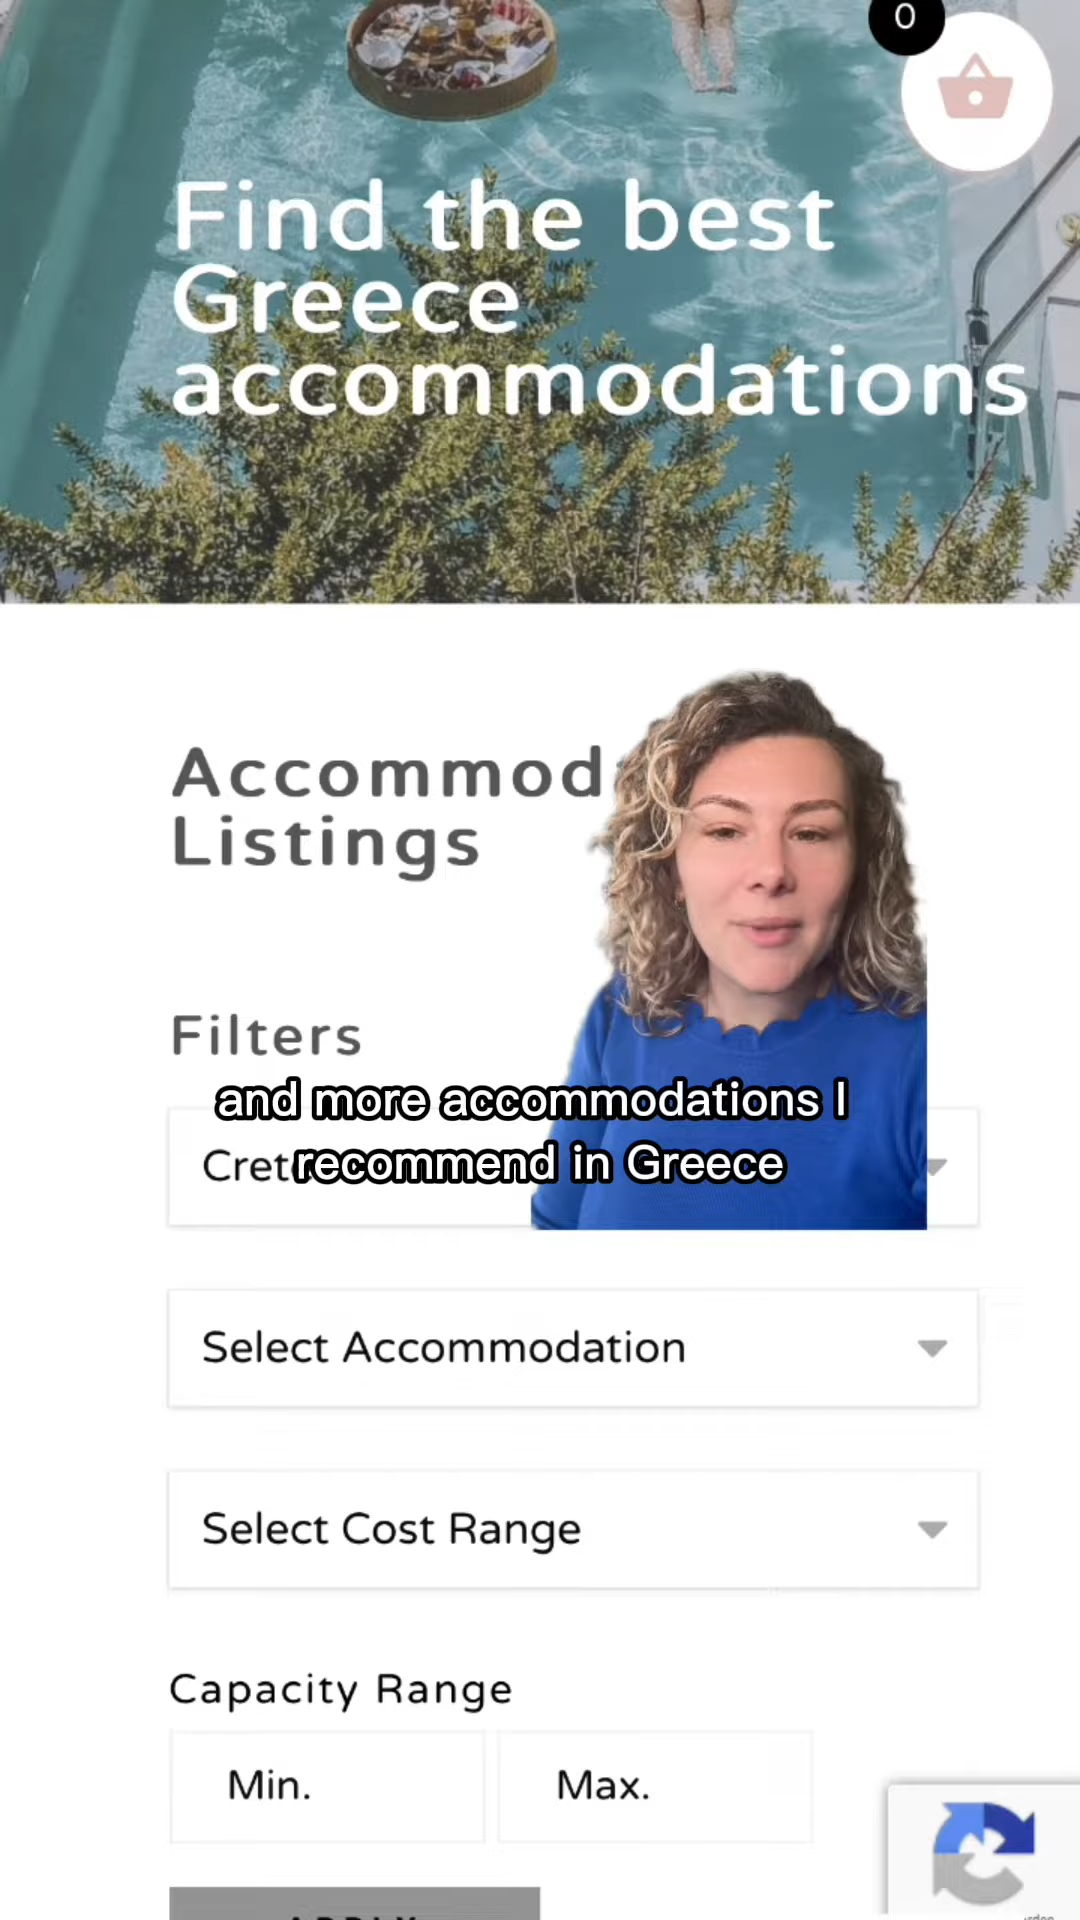 0
Find the best
Greece
accommodations
Accommod
Listings
Filters
and more accommodations I
recommend in Greece
Select Accommodation
Select Cost Range
Capacity Range
Min.
Max.